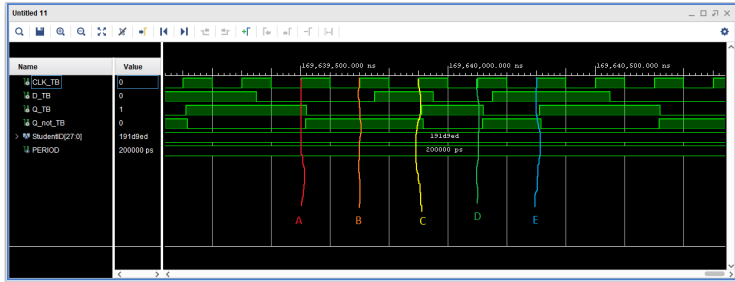 Untitled 11
Name Value
169,639,500.000 ns 169,640,000.000 ns 169,640,500.000 ns
CLK_TB 0
D_TB 0
Q_TB 1
Q_not_TB 0
StudentID[27:0] 191d9ed 191d9ed
PERIOD 200000 ps 200000 ps
A B C D E